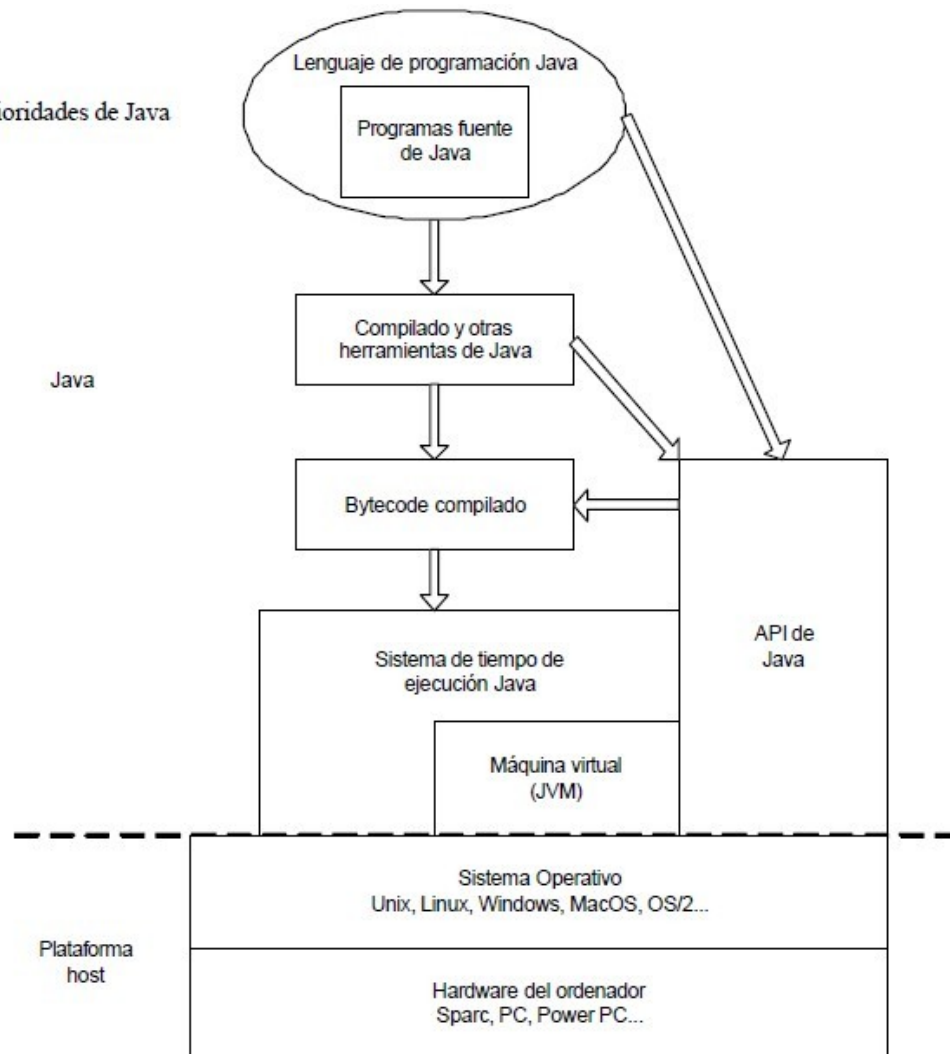 Lenguaje de programación Java
ioridades de Java
Programas fuente
de Java
Compilado y otras
herramientas de Java
Java
Bytecode compilado
API de
Java
Sistema de tiempo de
ejecución Java
Máquina virtual
(JVM)
Sistema Operativo
Unix, Linux, Windows, MacOS, OS/2...
Plataforma
host
Hardware del ordenador
Sparc, PC, Power PC...